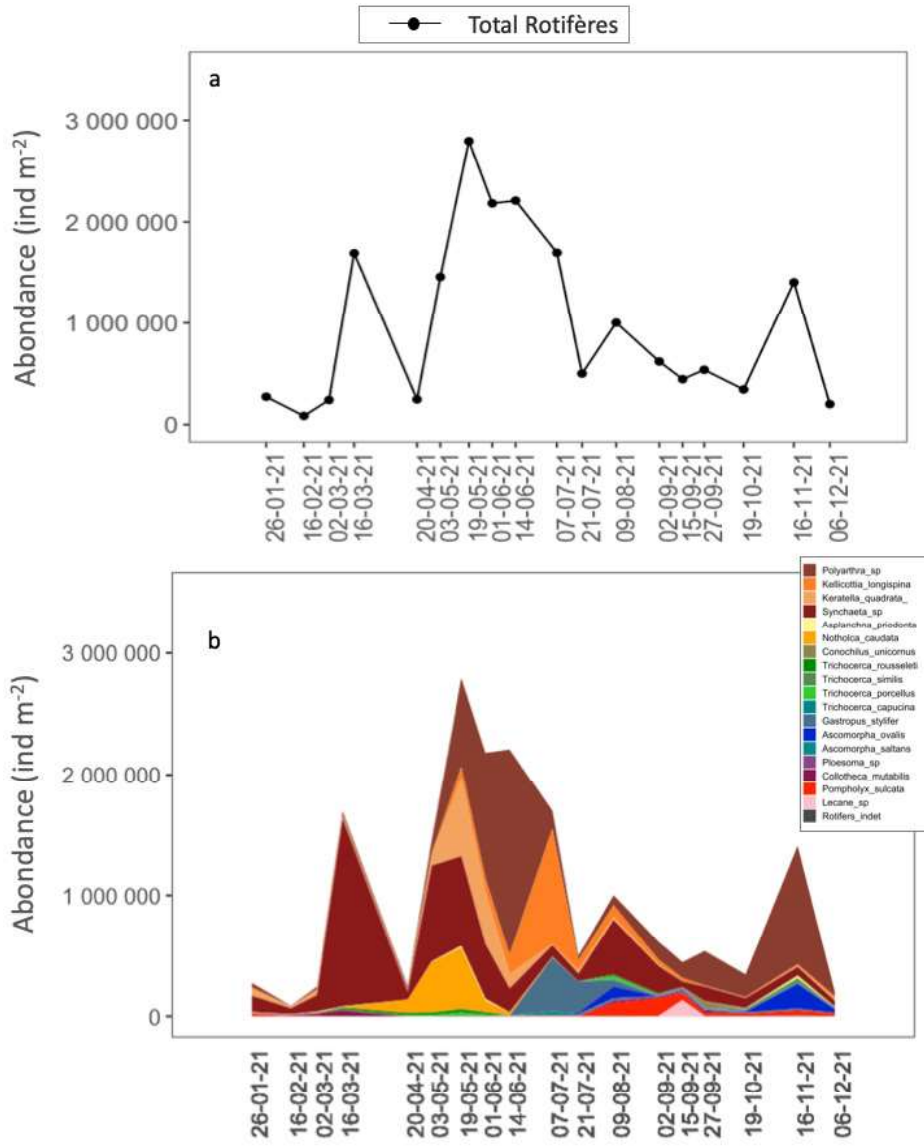 Total Rotifères
a
Abondance (ind m⁻²)
3 000 000
2 000 000
1 000 000
0
26-01-21
16-02-21
02-03-21
16-03-21
20-04-21
03-05-21
19-05-21
01-06-21
14-06-21
07-07-21
21-07-21
09-08-21
02-09-21
15-09-21
27-09-21
19-10-21
16-11-21
06-12-21
b
Abondance (ind m⁻²)
3 000 000
2 000 000
1 000 000
0
Polyarthra_sp
Kellicottia_longispina
Keratella_quadrata_
Synchaeta_sp
Asplanchna_priodonta
Notholca_caudata
Conochilus_unicornus
Trichocerca_rousseleti
Trichocerca_similis
Trichocerca_porcellus
Trichocerca_capucina
Gastropus_stylifer
Ascomorpha_ovalis
Ascomorpha_saltans
Ploesoma_sp
Collotheca_mutabilis
Pompholyx_sulcata
Lecane_sp
Rotifers_indet
26-01-21
16-02-21
02-03-21
16-03-21
20-04-21
03-05-21
19-05-21
01-06-21
14-06-21
07-07-21
21-07-21
09-08-21
02-09-21
15-09-21
27-09-21
19-10-21
16-11-21
06-12-21